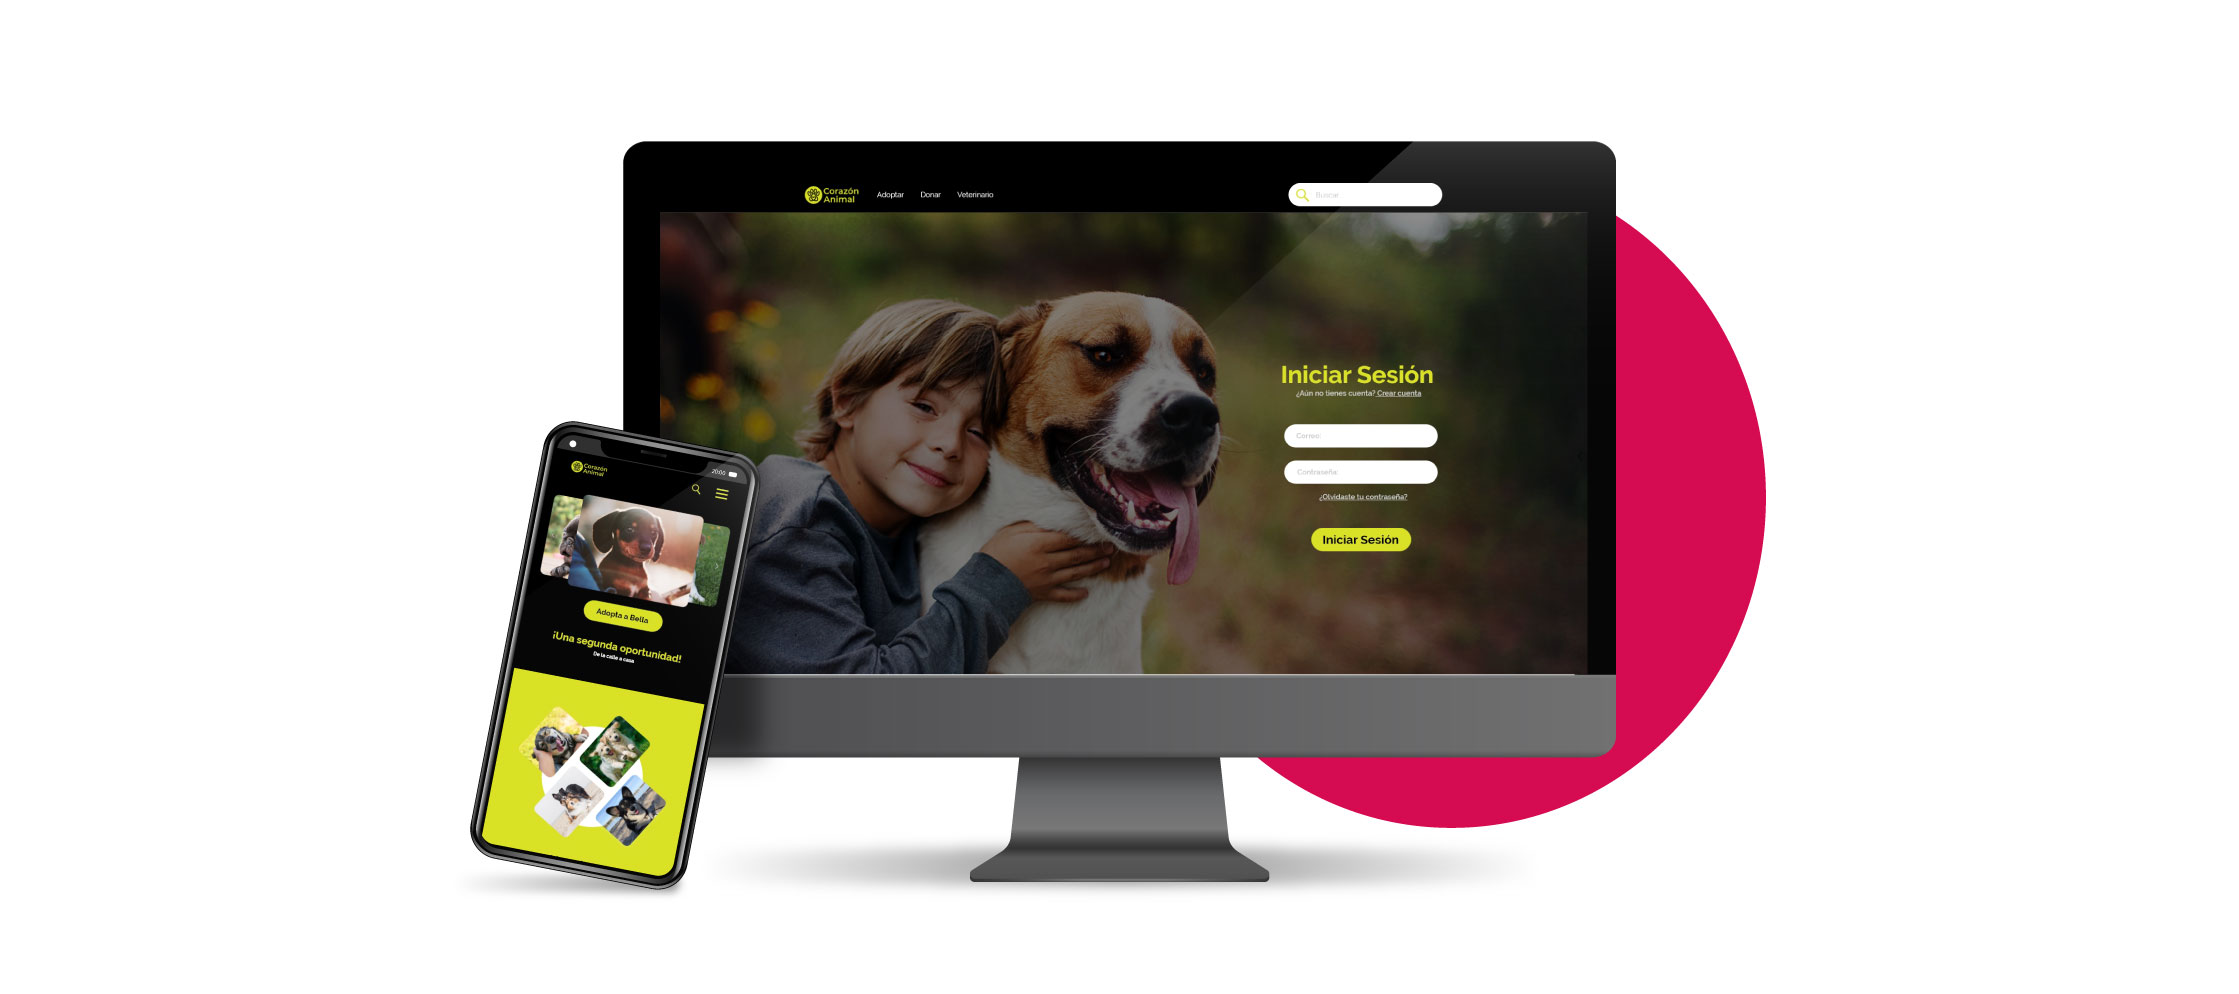 Corazón
Animal
Adoptar Donar Veterinario
Buscar
Iniciar Sesión
¿Aún no tienes cuenta? Crear cuenta
Correo:
Contraseña:
¿Olvidaste tu contraseña?
Iniciar Sesión
20:00
Corazón
Animal
Adopta a Bella
¡Una segunda oportunidad!
De la calle a casa